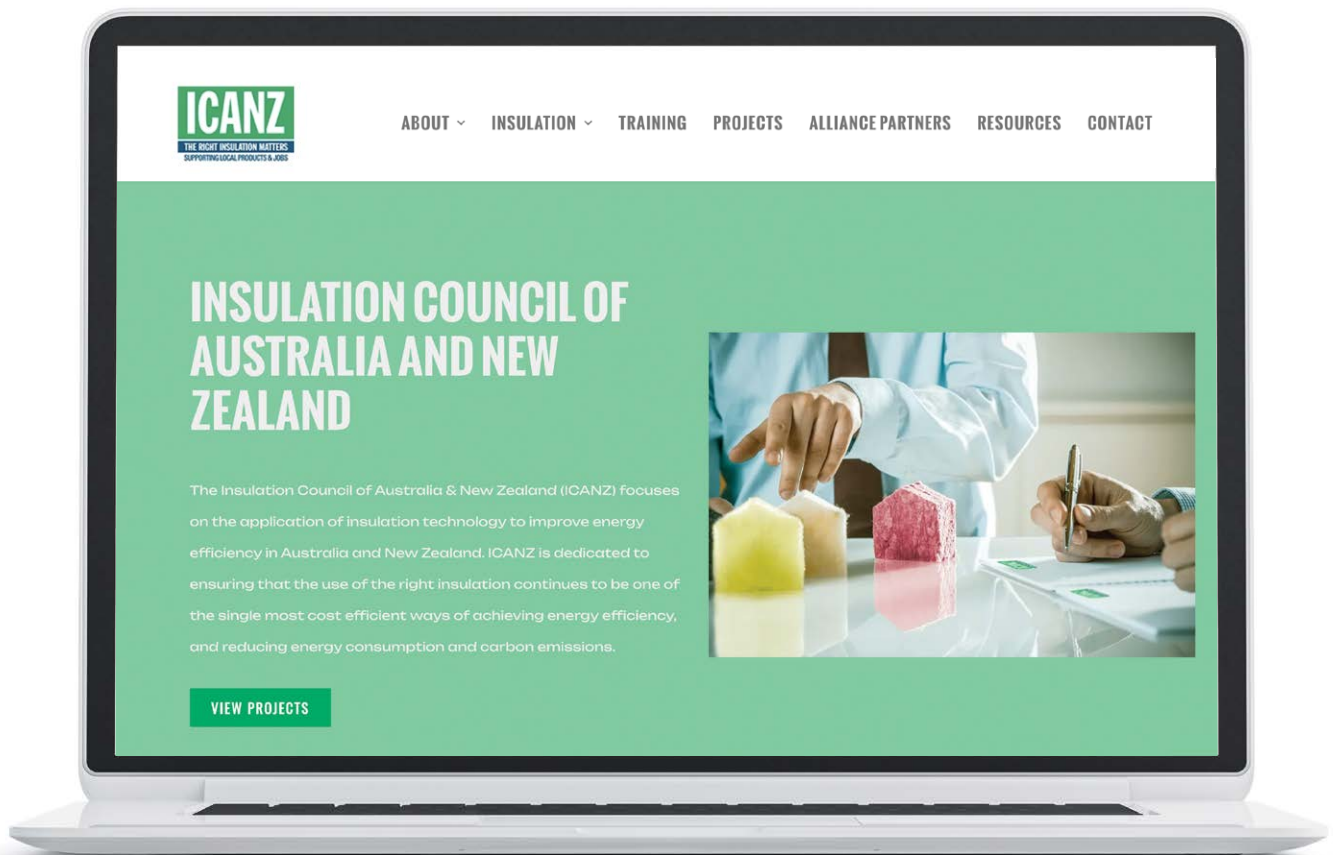 ICANZ
THE RIGHT INSULATION MATTERS
SUPPORTING LOCAL PRODUCTS & JOBS
ABOUT INSULATION TRAINING PROJECTS ALLIANCE PARTNERS RESOURCES CONTACT
INSULATION COUNCIL OF
AUSTRALIA AND NEW
ZEALAND
The Insulation Council of Australia & New Zealand (ICANZ) focuses
on the application of insulation technology to improve energy
efficiency in Australia and New Zealand. ICANZ is dedicated to
ensuring that the use of the right insulation continues to be one of
the single most cost efficient ways of achieving energy efficiency,
and reducing energy consumption and carbon emissions.
VIEW PROJECTS